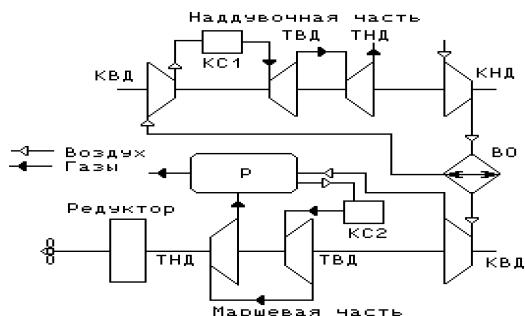 Наддувочная часть
ТВД
ТНД
КС1
КВД
КНД
Воздух
Газы
ВО
Р
Редуктор
КС2
ТНД
ТВД
КВД
Маршевая часть